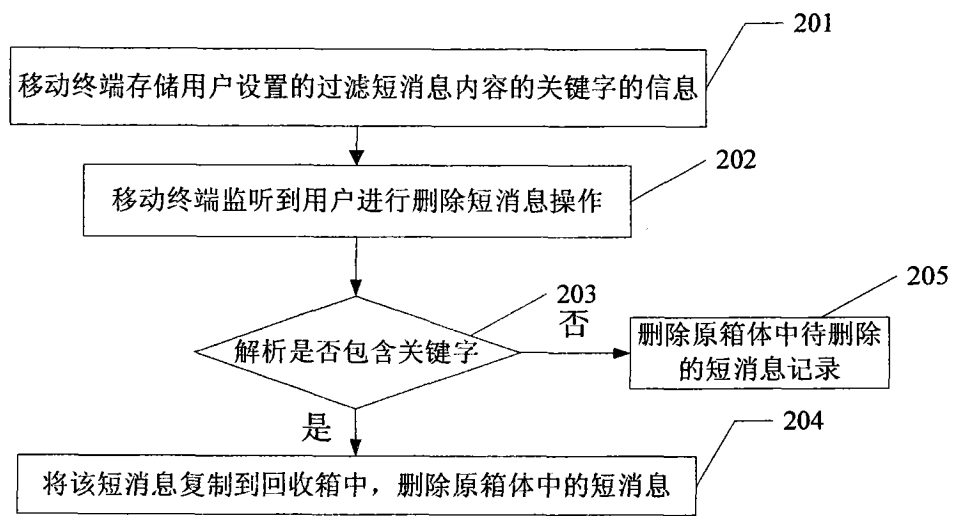 201
移动终端存储用户设置的过滤短消息内容的关键字的信息
202
移动终端监听到用户进行删除短消息操作
203
解析是否包含关键字
否
205
删除原箱体中待删除
的短消息记录
是
204
将该短消息复制到回收箱中，删除原箱体中的短消息